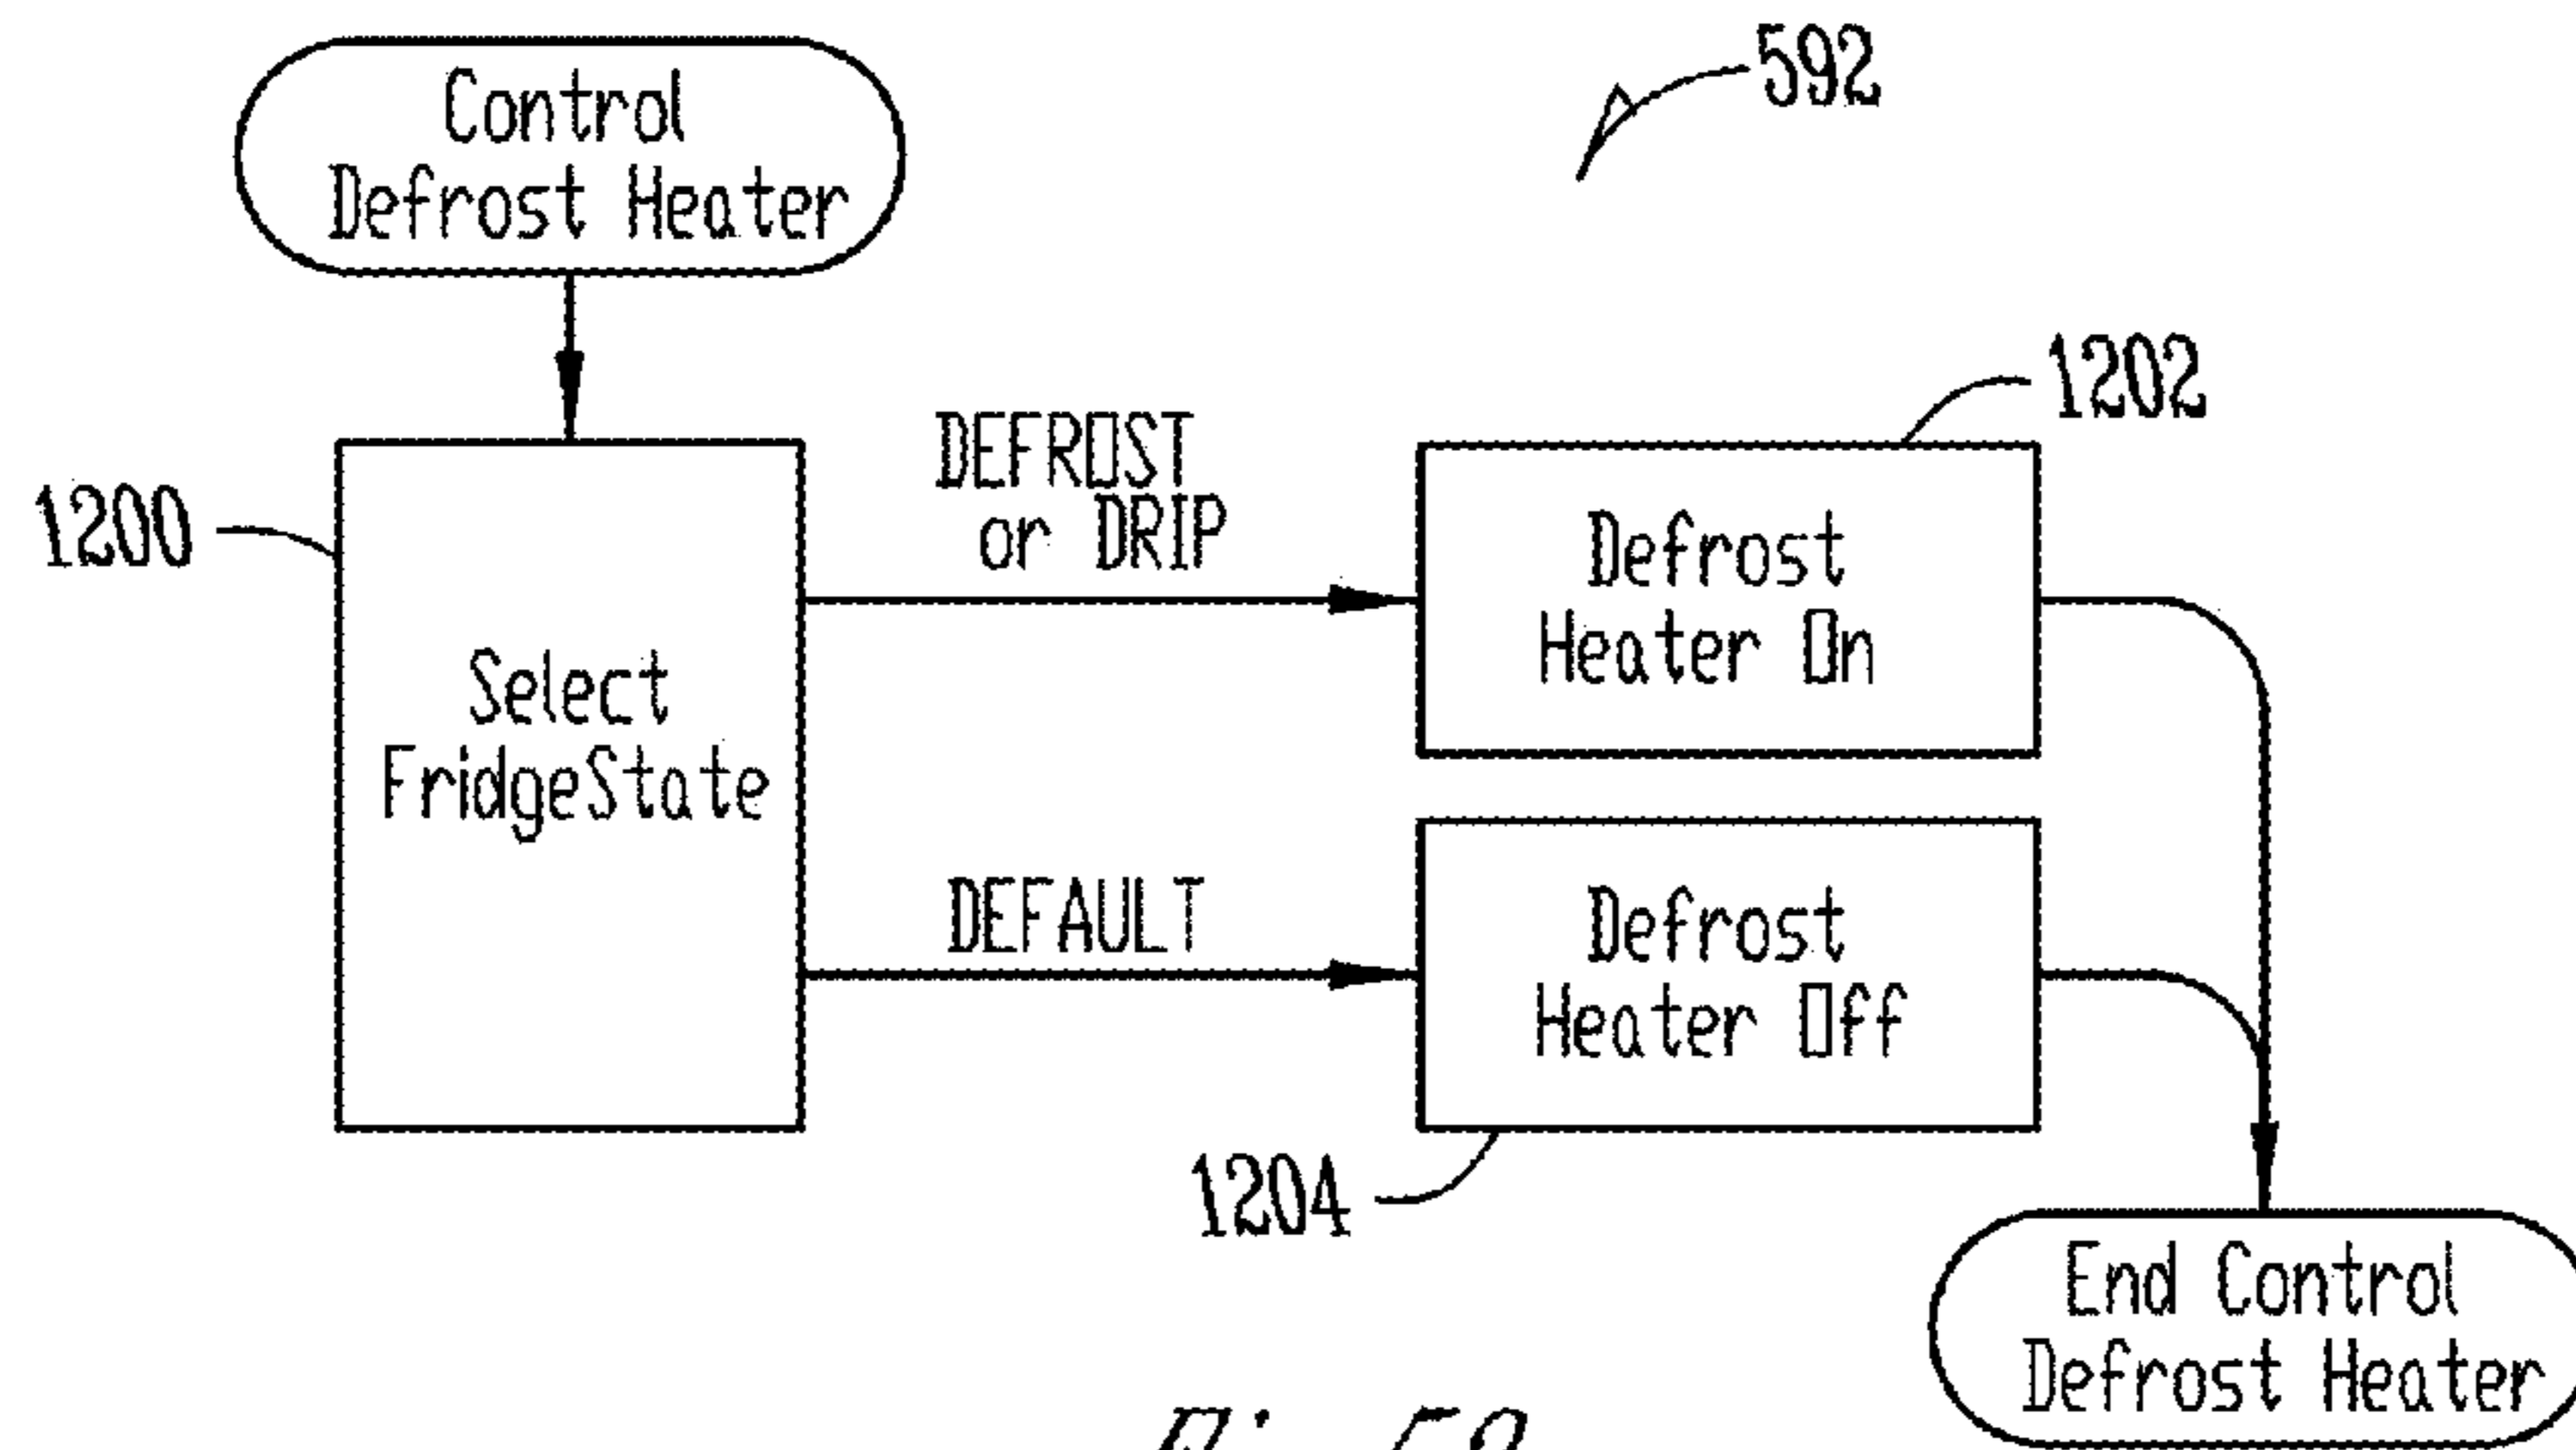 Control
Defrost Heater
592
1200
Select
FridgeState
DEFROST
or DRIP
1202
Defrost
Heater On
DEFAULT
Defrost
Heater Off
1204
End Control
Defrost Heater